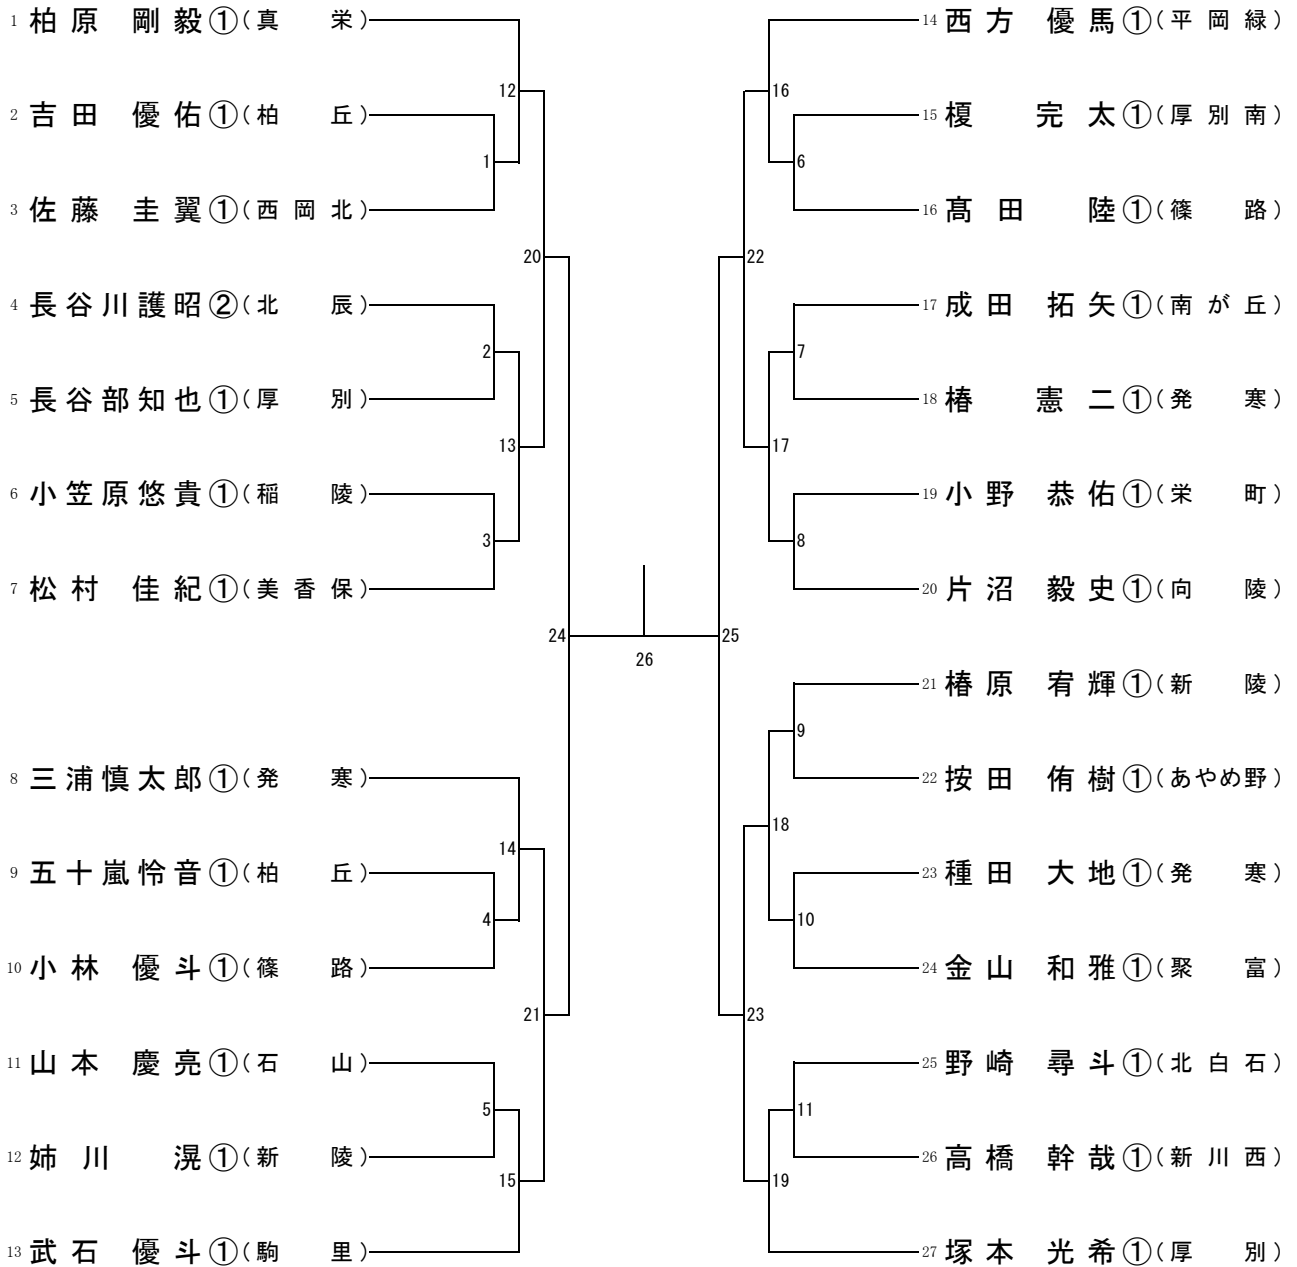 1 柏原 剛毅①(真 栄)
2 吉田 優佑①(柏 丘)
3 佐藤 圭翼①(西岡北)
4 長谷川護昭②(北 辰)
5 長谷部知也①(厚 別)
6 小笠原悠貴①(稲 陵)
7 松村 佳紀①(美香保)
8 三浦慎太郎①(発 寒)
9 五十嵐怜音①(柏 丘)
10 小林 優斗①(篠 路)
11 山本 慶亮①(石 山)
12 姉川 滉①(新 陵)
13 武石 優斗①(駒 里)
12
1
20
2
13
3
24
14
4
21
5
15
26
16
6
22
7
17
8
25
9
18
10
23
11
19
14 西方 優馬①(平岡緑)
15 榎 完太①(厚別南)
16 髙田 陸①(篠 路)
17 成田 拓矢①(南が丘)
18 椿 憲二①(発 寒)
19 小野 恭佑①(栄 町)
20 片沼 毅史①(向 陵)
21 椿原 宥輝①(新 陵)
22 按田 侑樹①(あやめ野)
23 種田 大地①(発 寒)
24 金山 和雅①(聚 富)
25 野崎 尋斗①(北白石)
26 高橋 幹哉①(新川西)
27 塚本 光希①(厚 別)